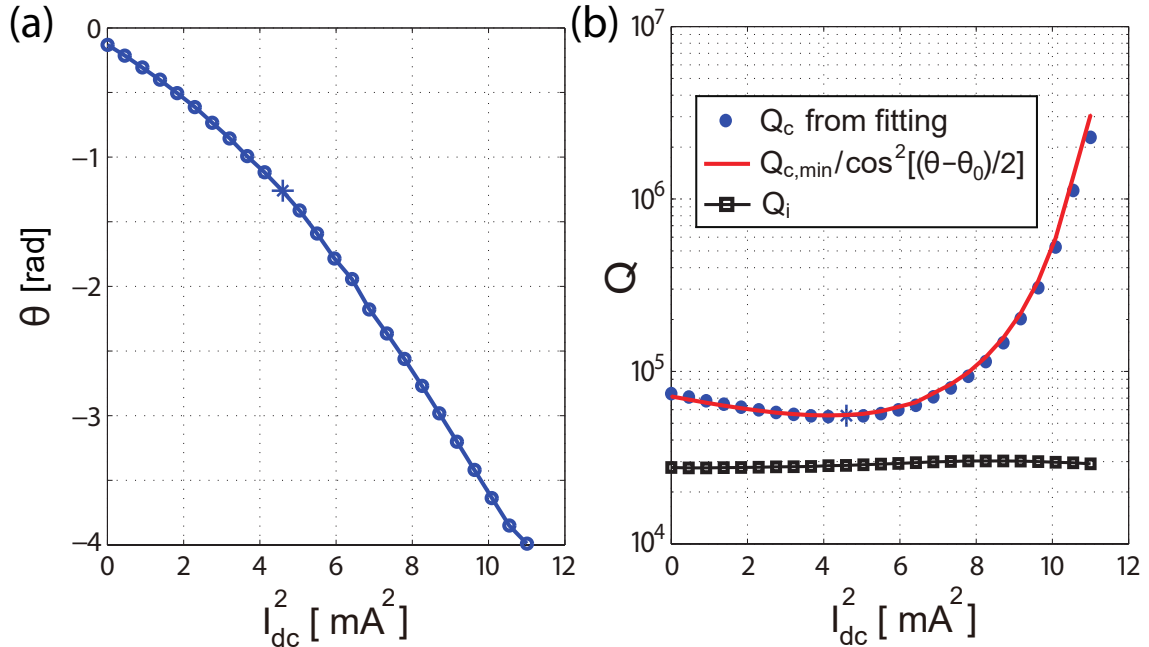 (a)
0
−1
−2
−3
−4
θ [rad]
0 2 4 6 8 10 12
I²dc [ mA²]
(b)
10⁷
10⁶
10⁵
10⁴
Q
Qc from fitting
Qc,min/cos²[(θ−θ₀)/2]
Qi
0 2 4 6 8 10 12
I²dc [ mA²]